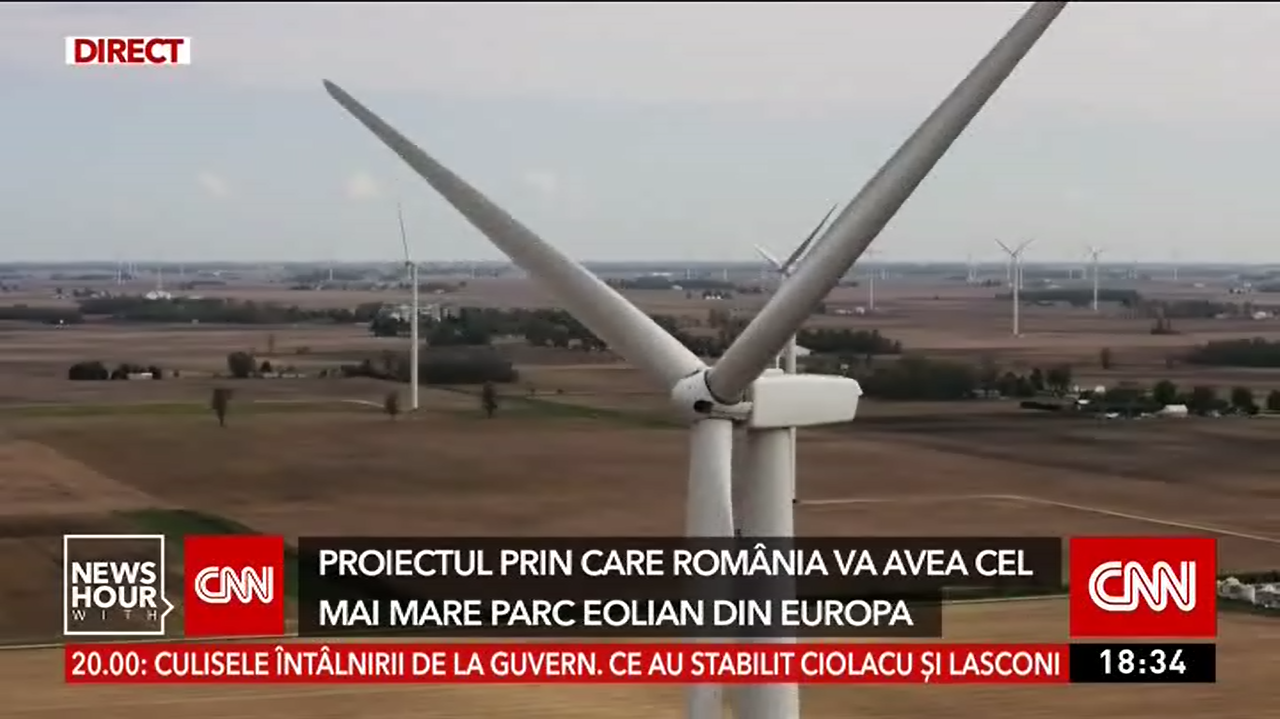 DIRECT
NEWS
HOUR
WITH
CNN
PROIECTUL PRIN CARE ROMÂNIA VA AVEA CEL
MAI MARE PARC EOLIAN DIN EUROPA
CNN
20.00: CULISELE ÎNTÂLNIRII DE LA GUVERN. CE AU STABILIT CIOLACU ȘI LASCONI
18:34